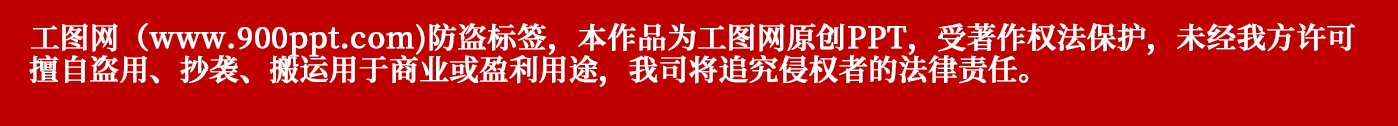 工图网（www.900ppt.com)防盗标签，本作品为工图网原创PPT，受著作权法保护，未经我方许可
擅自盗用、抄袭、搬运用于商业或盈利用途，我司将追究侵权者的法律责任。